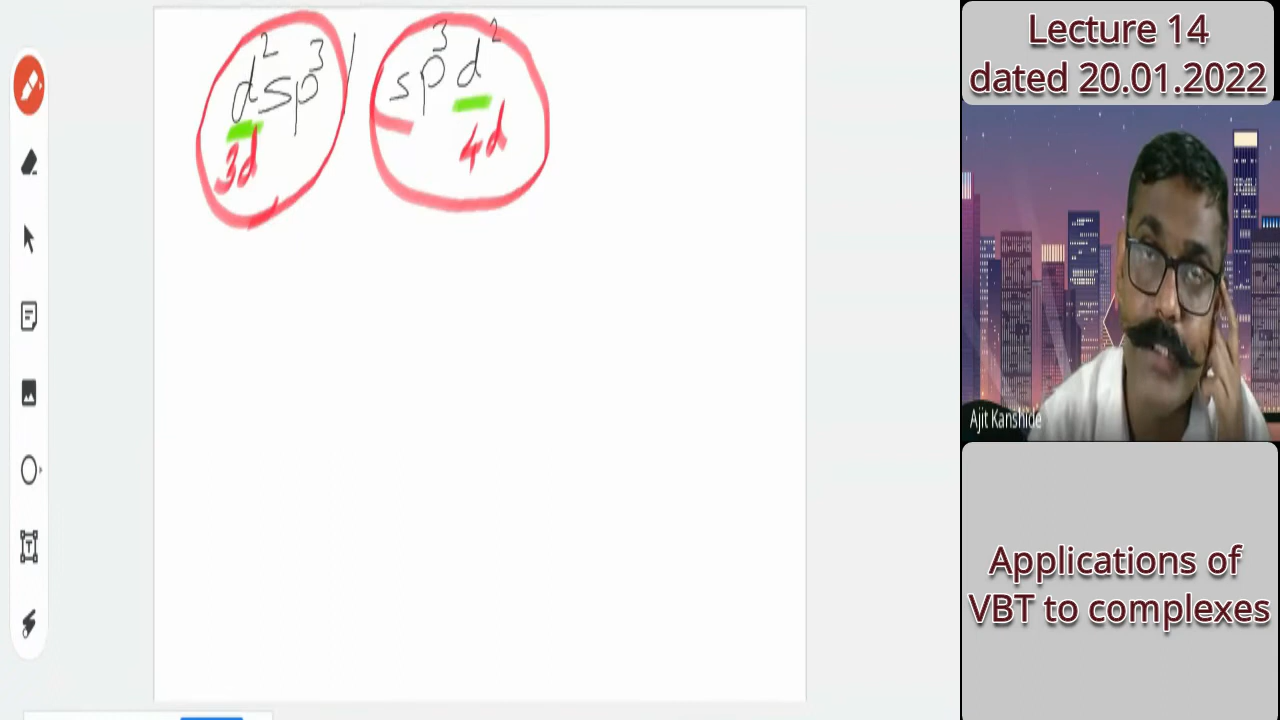 d²sp³ / sp³d²
3d 4d
Lecture 14
dated 20.01.2022
Ajit Kanshide
Applications of
VBT to complexes